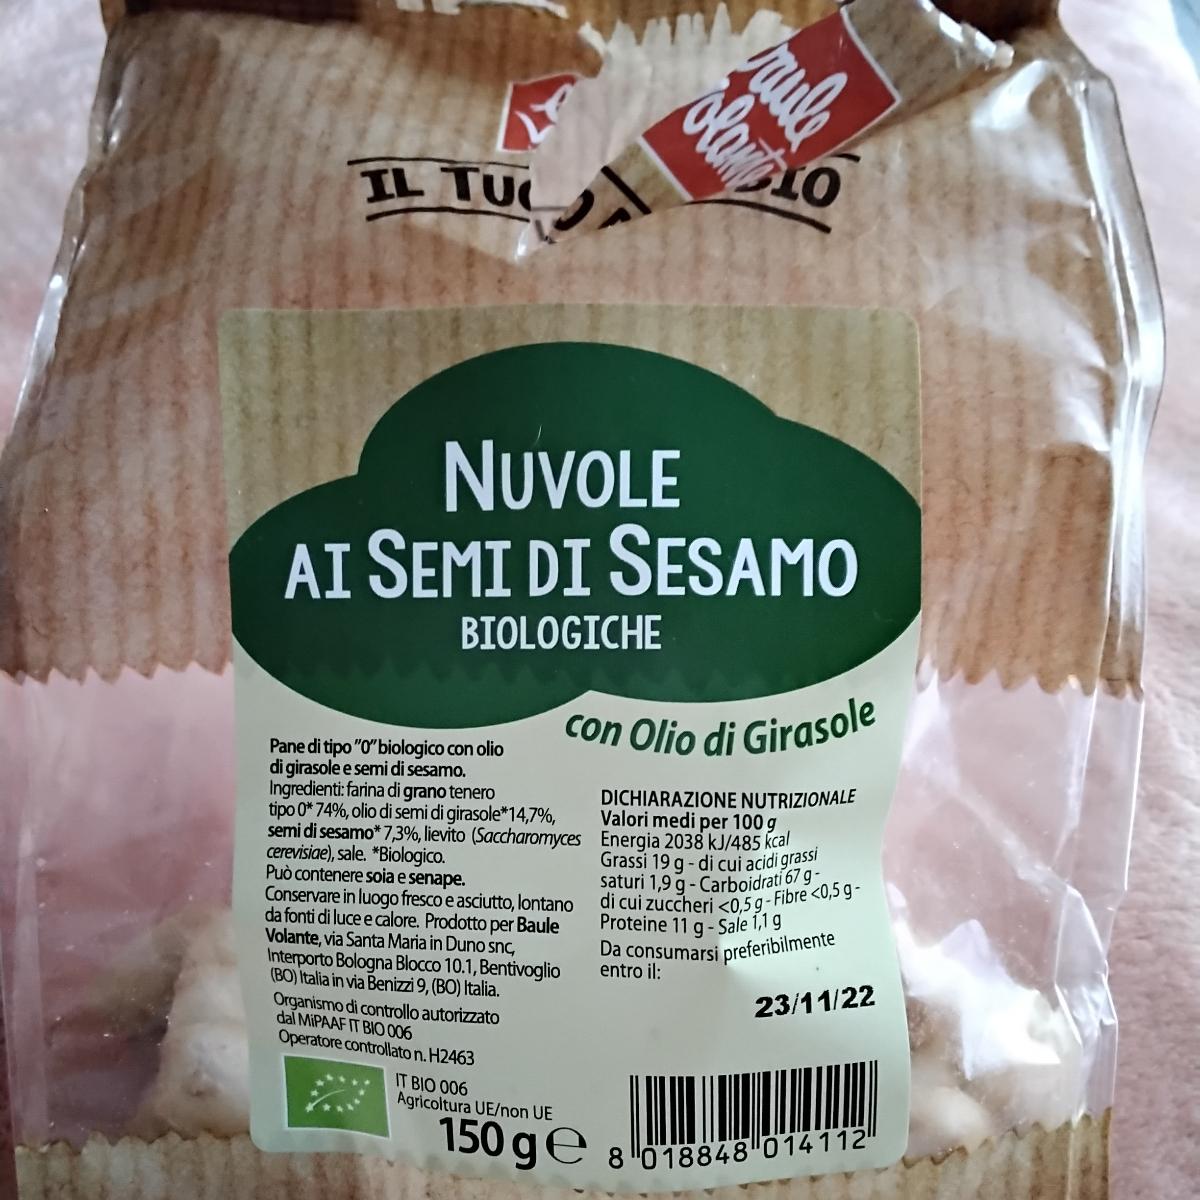 Baule
Volante
IL TUO
BIO
NUVOLE
AI SEMI DI SESAMO
BIOLOGICHE
con Olio di Girasole
Pane di tipo "0" biologico con olio
di girasole e semi di sesamo.
Ingredienti: farina di grano tenero
tipo 0* 74%, olio di semi di girasole* 14,7%,
semi di sesamo* 7,3%, lievito (Saccharomyces
cerevisiae), sale. *Biologico.
Può contenere soia e senape.
Conservare in luogo fresco e asciutto, lontano
da fonti di luce e calore. Prodotto per Baule
Volante, via Santa Maria in Duno snc,
Interporto Bologna Blocco 10.1, Bentivoglio
(BO) Italia in via Benizzi 9, (BO) Italia.
Organismo di controllo autorizzato
dal MiPAAF IT BIO 006
Operatore controllato n. H2463
IT BIO 006
Agricoltura UE/non UE
150 g e
DICHIARAZIONE NUTRIZIONALE
Valori medi per 100 g
Energia 2038 kJ/485 kcal
Grassi 19 g - di cui acidi grassi
saturi 1,9 g - Carboidrati 67 g -
di cui zuccheri <0,5 g - Fibre <0,5 g -
Proteine 11 g - Sale 1,1 g
Da consumarsi preferibilmente
entro il:
23/11/22
8 018848 014112